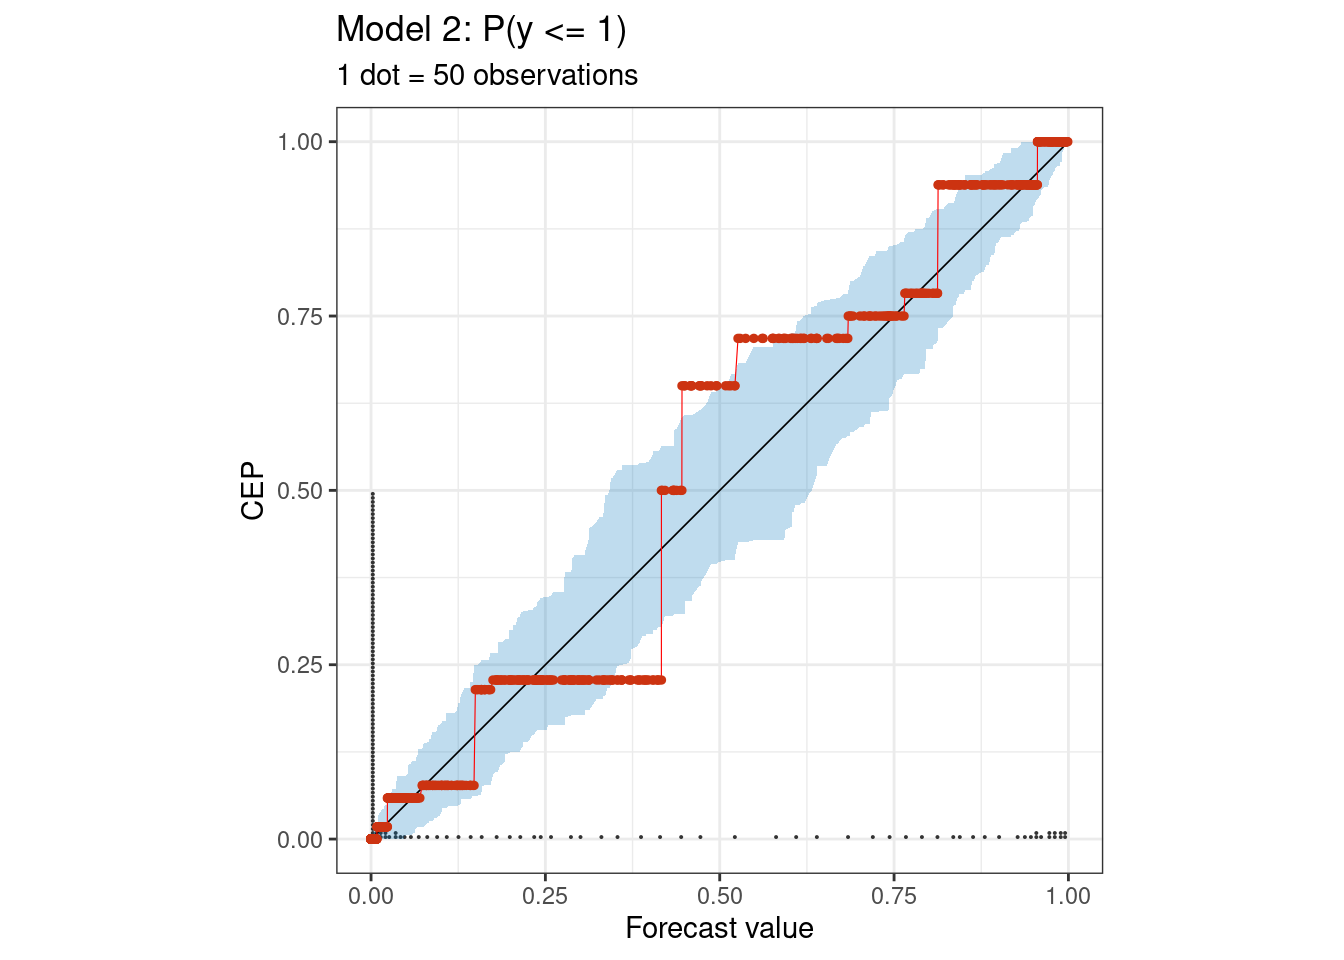 Model 2: P(y <= 1)
1 dot = 50 observations
1.00
0.75
0.50
0.25
0.00
CEP
0.00 0.25 0.50 0.75 1.00
Forecast value